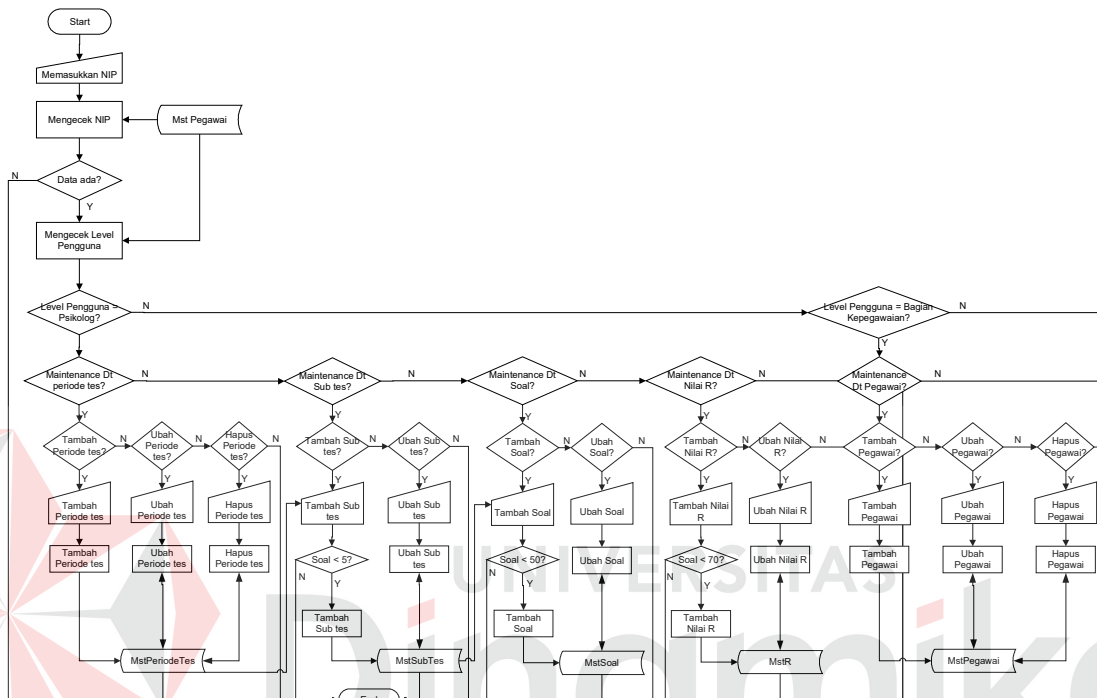 Start
Memasukkan NIP
Mengecek NIP
Mst Pegawai
N
Data ada?
Y
Mengecek Level
Pengguna
Level Pengguna =
Psikolog?
N
Level Pengguna = Bagian
Kepegawaian?
N
Y
Maintenance Dt
periode tes?
N
Maintenance Dt
Sub tes?
N
Maintenance Dt
Soal?
N
Maintenance Dt
Nilai R?
N
Maintenance
Dt Pegawai?
N
Y
Y
Y
Y
Y
Tambah
Periode tes?
N
Ubah
Periode
tes?
N
Hapus
Periode
tes?
Tambah Sub
tes?
N
Ubah Sub
tes?
Tambah
Soal?
N
Ubah
Soal?
Tambah
Nilai R?
N
Ubah Nilai
R?
N
Tambah
Pegawai?
N
Ubah
Pegawai?
N
Hapus
Pegawai?
Y
Y
Y
Y
Y
Y
Y
Y
Y
Y
Y
Y
Tambah
Periode tes
Ubah
Periode tes
Hapus
Periode tes
Tambah Sub
tes
Ubah Sub
tes
Tambah Soal
Ubah Soal
Tambah Nilai
R
Ubah Nilai R
Tambah
Pegawai
Ubah
Pegawai
Hapus
Pegawai
Tambah
Periode tes
Ubah
Periode tes
Hapus
Periode tes
Soal < 5?
N
Y
Ubah Sub
tes
Soal < 50?
N
Y
Ubah Soal
Soal < 70?
N
Y
Ubah Nilai R
Tambah
Pegawai
Ubah
Pegawai
Hapus
Pegawai
UNIVERSITAS
Tambah
Sub tes
Tambah
Soal
Tambah
Nilai R
MstPeriodeTes
MstSubTes
MstSoal
MstR
MstPegawai
Dinamika
End